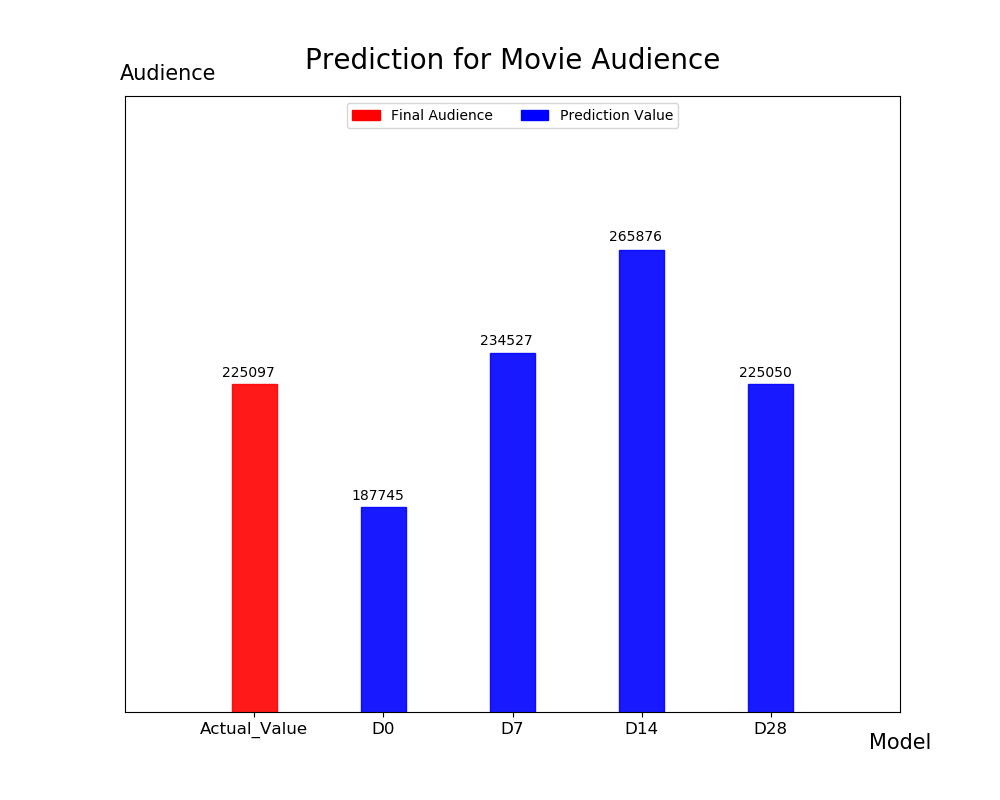 Prediction for Movie Audience
Audience
Final Audience Prediction Value
265876
234527
225097 225050
187745
Actual_Value D0 D7 D14 D28
Model